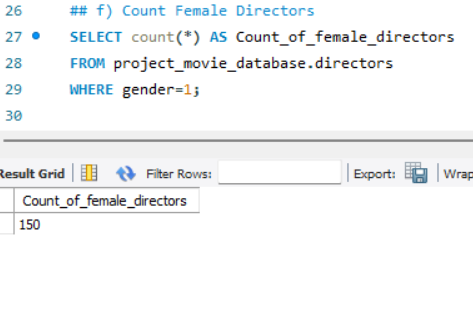 26 ## f) Count Female Directors
27 SELECT count(*) AS Count_of_female_directors
28 FROM project_movie_database.directors
29 WHERE gender=1;
30
Result Grid Filter Rows: Export: Wrap
Count_of_female_directors
150